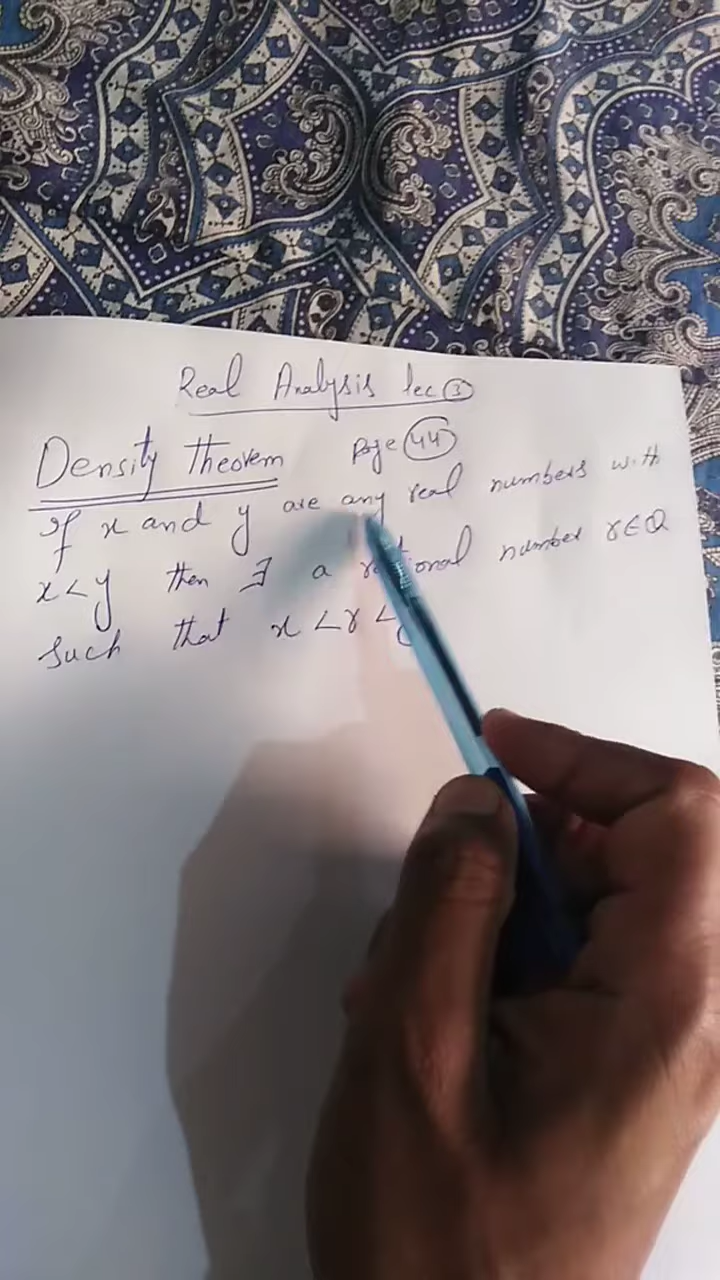 Real Analysis lec ③
Density Theorem Page 44
If x and y are any real numbers with
x < y then ∃ a rational number r ∈ Q
such that x < r < y